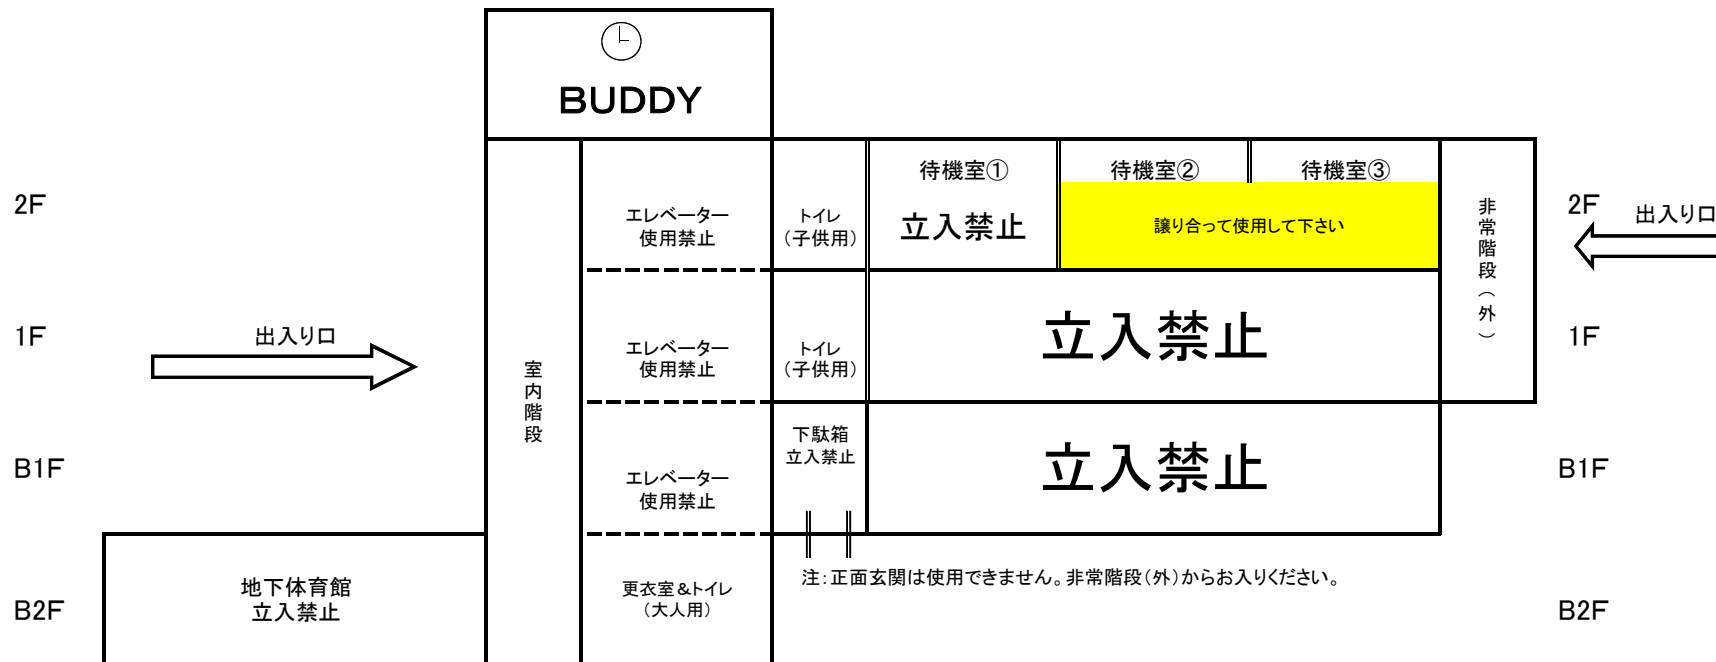 BUDDY
待機室①
待機室②
待機室③
2F
エレベーター
使用禁止
トイレ
(子供用)
立入禁止
譲り合って使用して下さい
非常階段(外)
2F
出入り口
1F
出入り口
エレベーター
使用禁止
トイレ
(子供用)
立入禁止
1F
室内階段
B1F
エレベーター
使用禁止
下駄箱
立入禁止
立入禁止
B1F
B2F
地下体育館
立入禁止
更衣室&トイレ
(大人用)
注:正面玄関は使用できません。非常階段(外)からお入りください。
B2F